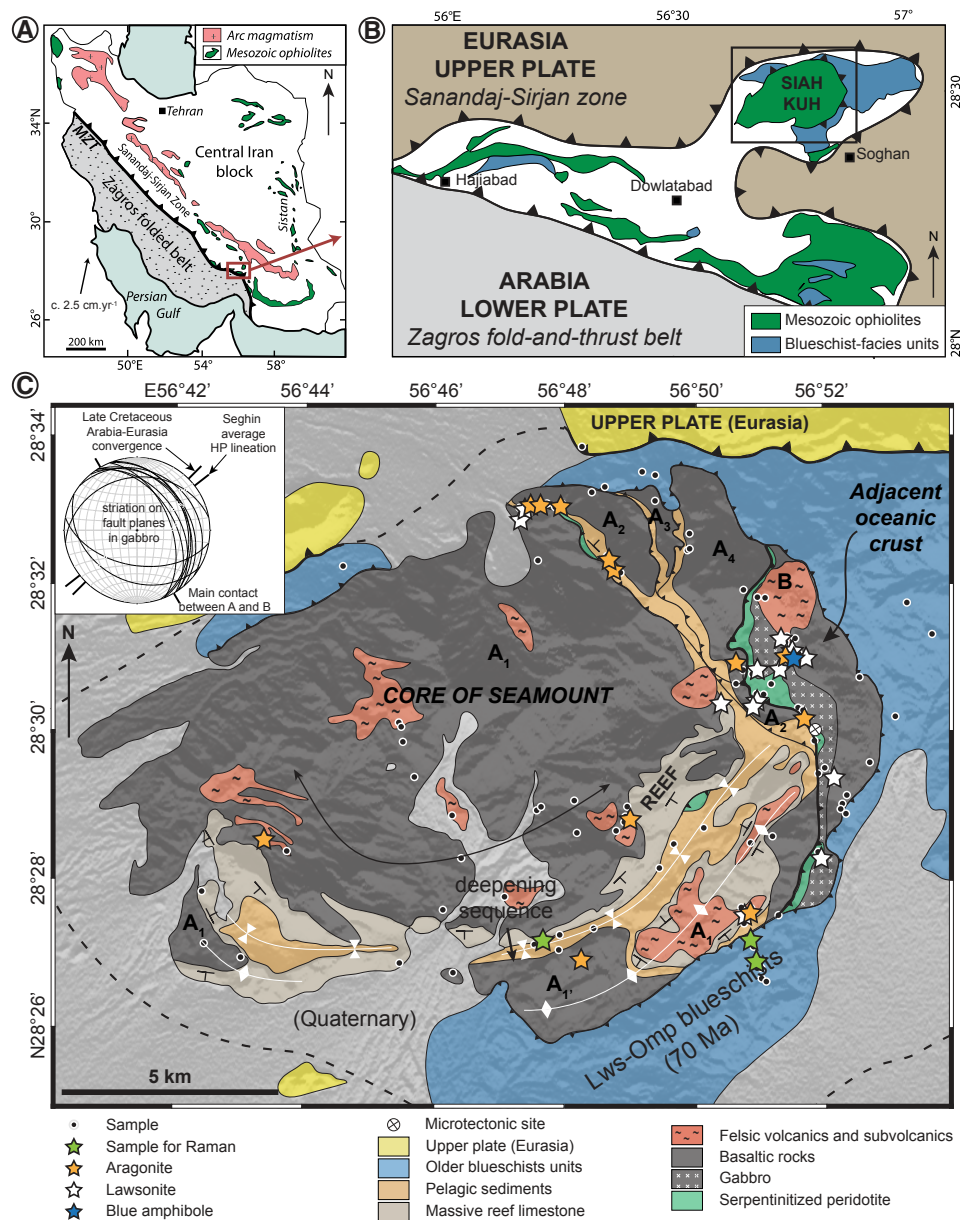 A
Arc magmatism
Mesozoic ophiolites
N
Tehran
34°N
MZT
Sanandaj-Sirjan Zone
Central Iran
block
Sistan
Zagros folded belt
30°
c. 2.5 cm.yr⁻¹
Persian
Gulf
26°
200 km
50°E
54°
58°
B
56°E
56°30
57°
EURASIA
UPPER PLATE
Sanandaj-Sirjan zone
SIAH
KUH
28°30
Soghan
Hajiabad
Dowlatabad
N
ARABIA
LOWER PLATE
Zagros fold-and-thrust belt
Mesozoic ophiolites
Blueschist-facies units
28°N
C
E56°42'
56°44'
56°46'
56°48'
56°50'
56°52'
28°34'
28°32'
28°30'
28°28'
N28°26'
Late Cretaceous
Arabia-Eurasia
convergence
Seghin
average
HP lineation
striation on
fault planes
in gabbro
Main contact
between A and B
UPPER PLATE (Eurasia)
Adjacent
oceanic
crust
A2
A3
A4
B
N
A1
CORE OF SEAMOUNT
A2
REEF
deepening
sequence
A1
A1
A1'
Lws-Omp blueschists
(70 Ma)
(Quaternary)
5 km
Sample
Sample for Raman
Aragonite
Lawsonite
Blue amphibole
Microtectonic site
Upper plate (Eurasia)
Older blueschists units
Pelagic sediments
Massive reef limestone
Felsic volcanics and subvolcanics
Basaltic rocks
Gabbro
Serpentinitized peridotite